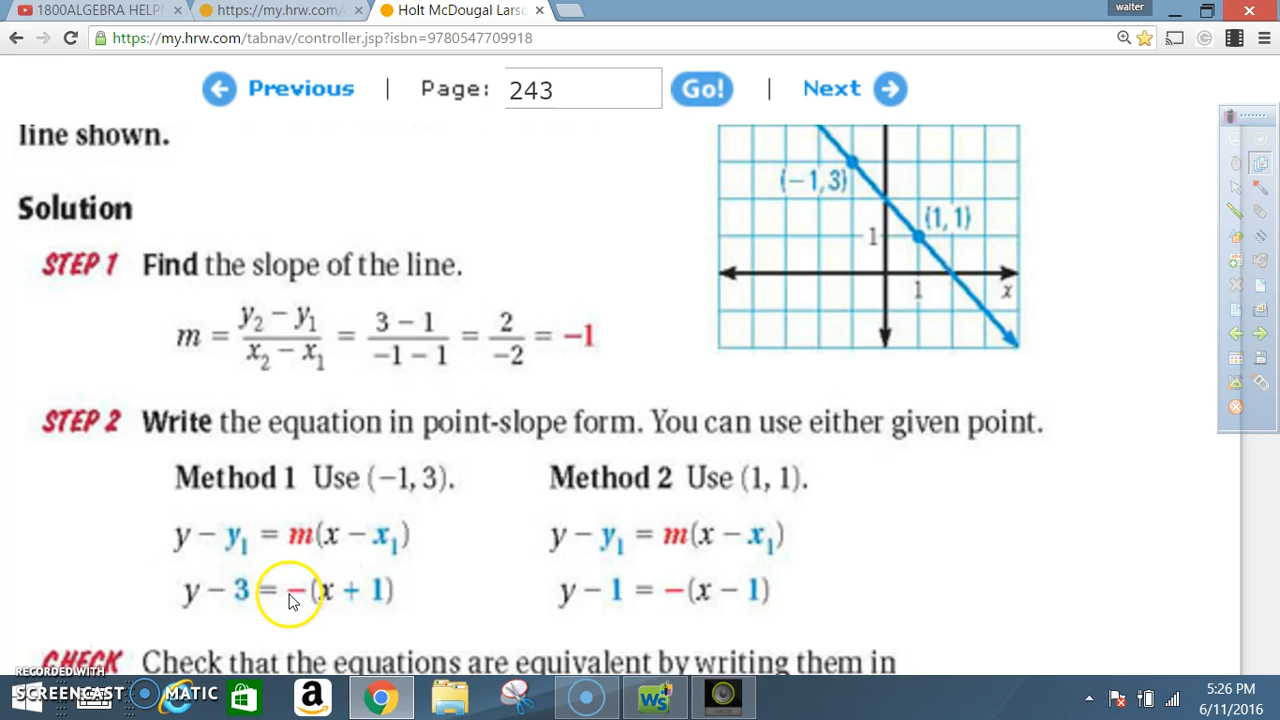 1800ALGEBRA HELP
https://my.hrw.com/
Holt McDougal Lars
walter
https://my.hrw.com/tabnav/controller.jsp?isbn=9780547709918
Previous | Page: 243 Go! | Next
line shown.
(−1, 3)
(1, 1)
1
1
x
Solution
STEP 1 Find the slope of the line.
m = y₂ − y₁ / x₂ − x₁ = 3 − 1 / −1 − 1 = 2 / −2 = −1
STEP 2 Write the equation in point-slope form. You can use either given point.
Method 1 Use (−1, 3). Method 2 Use (1, 1).
y − y₁ = m(x − x₁) y − y₁ = m(x − x₁)
y − 3 = −(x + 1) y − 1 = −(x − 1)
CHECK Check that the equations are equivalent by writing them in
RECORDED WITH
SCREENCAST MATIC
5:26 PM
6/11/2016